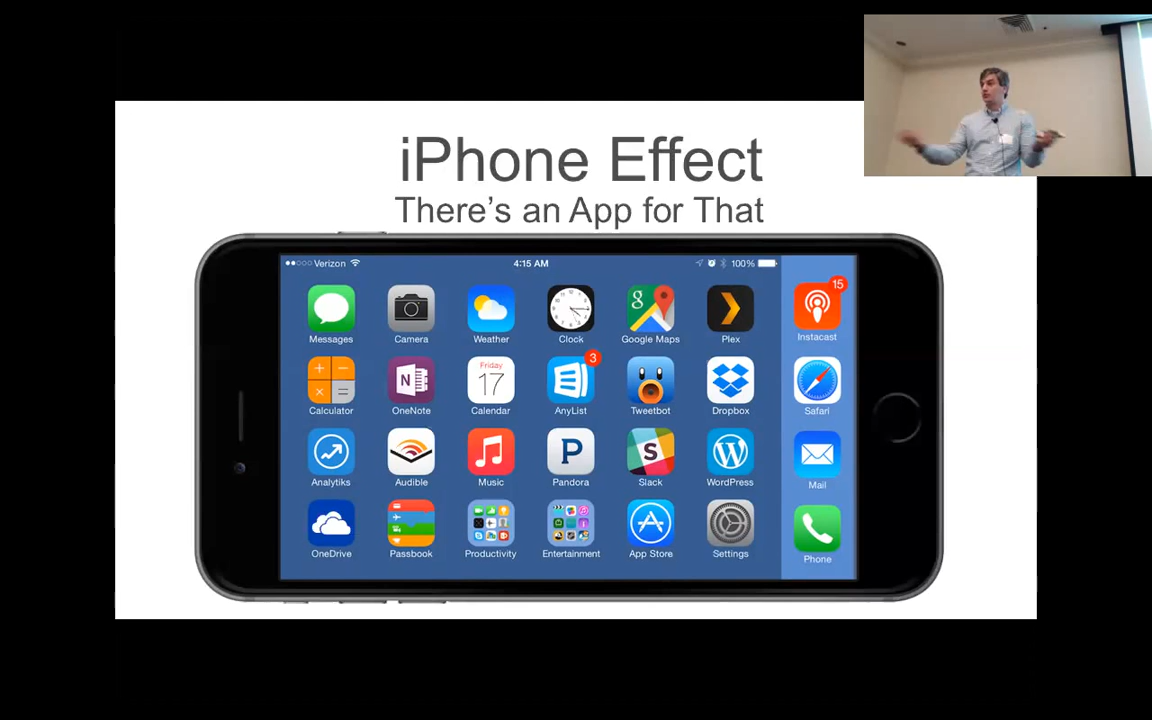 iPhone Effect
There's an App for That
Verizon 4:15 AM 100%
15
Messages Camera Weather Clock Google Maps Plex Instacast
g
+ − × =
N
Friday
17
3
Calculator OneNote Calendar AnyList Tweetbot Dropbox Safari
P
S
W
Analytiks Audible Music Pandora Slack WordPress Mail
OneDrive Passbook Productivity Entertainment App Store Settings Phone